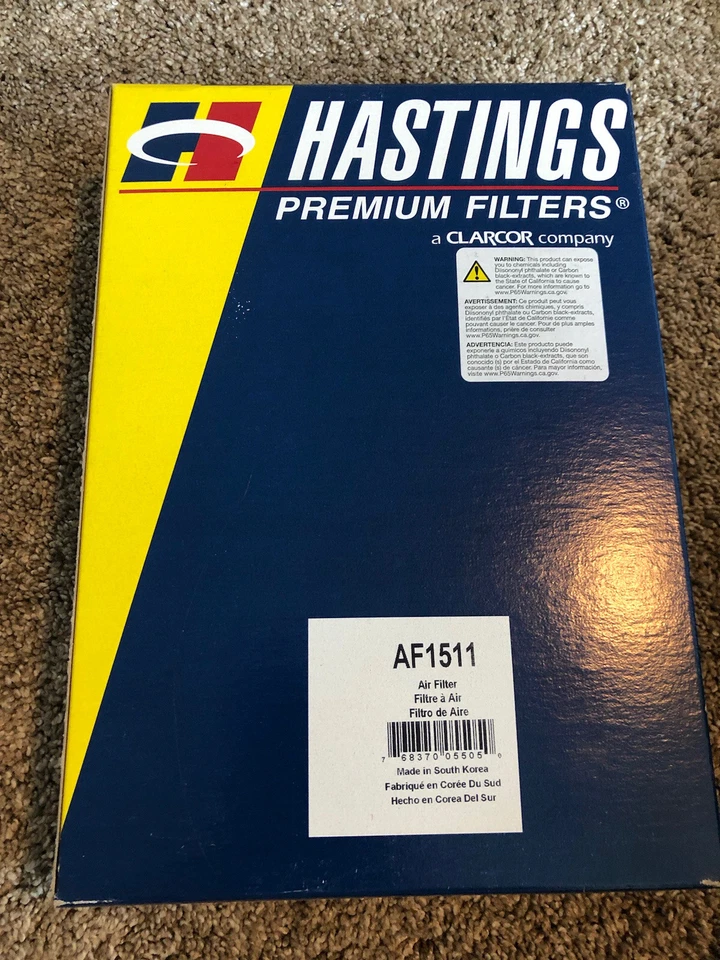 HASTINGS
PREMIUM FILTERS®
a CLARCOR company
WARNING: This product can expose
you to chemicals including
Diisononyl phthalate or Carbon
black-extracts, which are known to
the State of California to cause
cancer. For more information go to
www.P65Warnings.ca.gov.
AVERTISSEMENT: Ce produit peut vous
exposer à des agents chimiques, y compris
Diisononyl phthalate ou Carbon black-extracts,
identifiés par l'État de Californie comme
pouvant causer le cancer. Pour de plus amples
informations, prière de consulter
www.P65Warnings.ca.gov.
ADVERTENCIA: Este producto puede
exponerle a químicos incluyendo Diisononyl
phthalate o Carbon black-extracts, que son
conocido (s) por el Estado de California como
causante (s) de cáncer. Para mayor información,
visite www.P65Warnings.ca.gov.
AF1511
Air Filter
Filtre à Air
Filtro de Aire
7 68370 05505 6
Made in South Korea
Fabriqué en Corée Du Sud
Hecho en Corea Del Sur